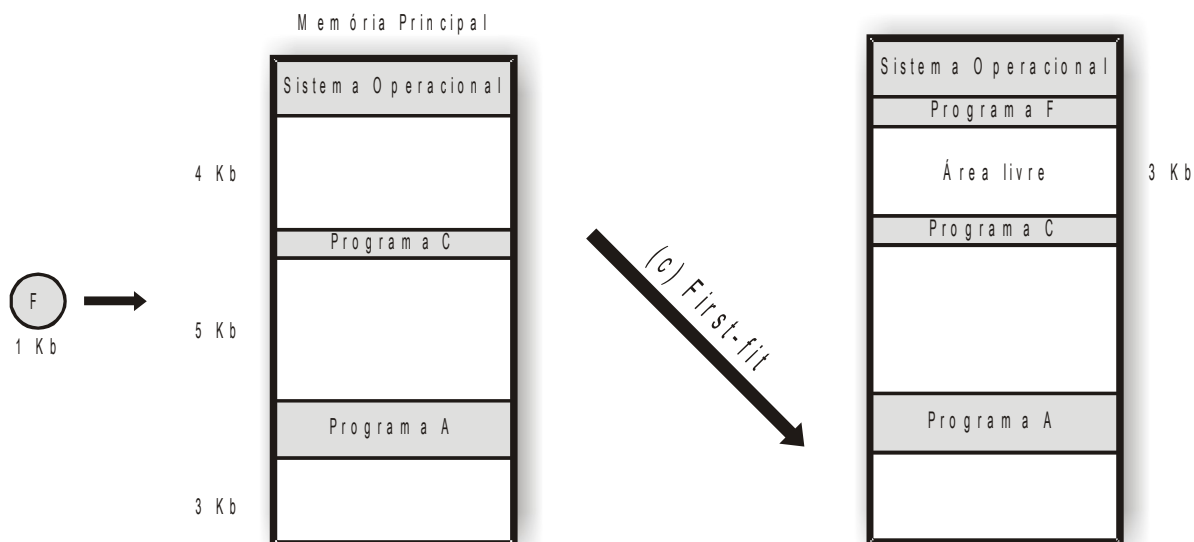 Memória Principal
Sistema Operacional
4 Kb
Programa C
F
1 Kb
5 Kb
Programa A
3 Kb
(c) First-fit
Sistema Operacional
Programa F
Área livre
3 Kb
Programa C
Programa A